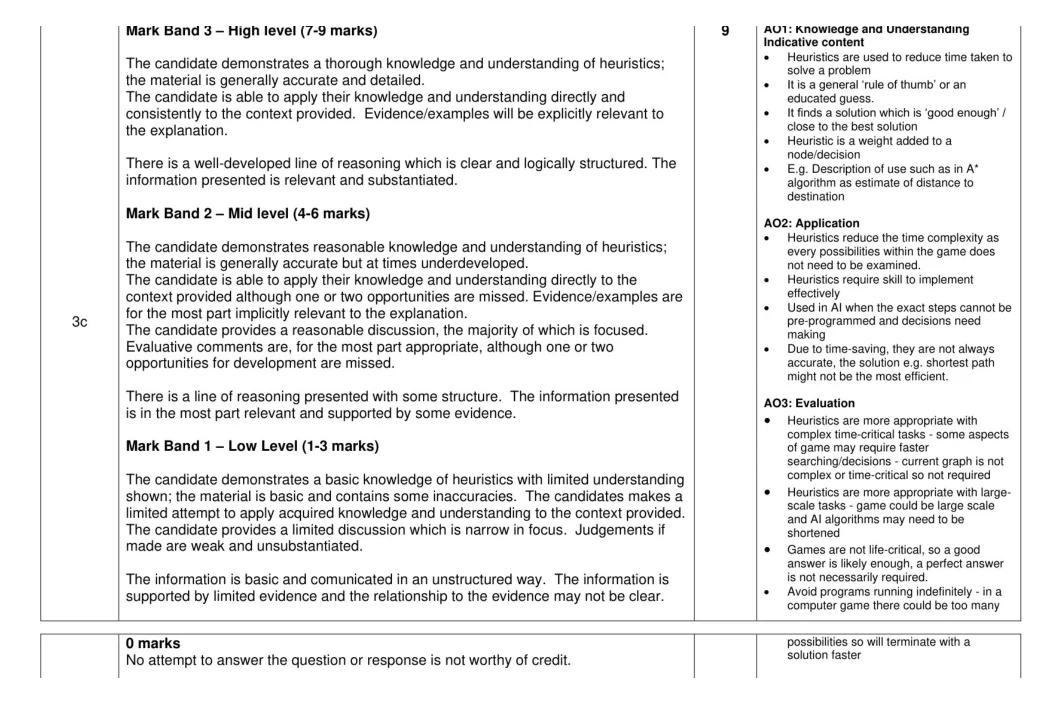 3c
Mark Band 3 – High level (7-9 marks)
The candidate demonstrates a thorough knowledge and understanding of heuristics;
the material is generally accurate and detailed.
The candidate is able to apply their knowledge and understanding directly and
consistently to the context provided.  Evidence/examples will be explicitly relevant to
the explanation.
There is a well-developed line of reasoning which is clear and logically structured. The
information presented is relevant and substantiated.
Mark Band 2 – Mid level (4-6 marks)
The candidate demonstrates reasonable knowledge and understanding of heuristics;
the material is generally accurate but at times underdeveloped.
The candidate is able to apply their knowledge and understanding directly to the
context provided although one or two opportunities are missed. Evidence/examples are
for the most part implicitly relevant to the explanation.
The candidate provides a reasonable discussion, the majority of which is focused.
Evaluative comments are, for the most part appropriate, although one or two
opportunities for development are missed.
There is a line of reasoning presented with some structure.  The information presented
is in the most part relevant and supported by some evidence.
Mark Band 1 – Low Level (1-3 marks)
The candidate demonstrates a basic knowledge of heuristics with limited understanding
shown; the material is basic and contains some inaccuracies.  The candidates makes a
limited attempt to apply acquired knowledge and understanding to the context provided.
The candidate provides a limited discussion which is narrow in focus.  Judgements if
made are weak and unsubstantiated.
The information is basic and comunicated in an unstructured way.  The information is
supported by limited evidence and the relationship to the evidence may not be clear.
9
AO1: Knowledge and Understanding
Indicative content
• Heuristics are used to reduce time taken to
solve a problem
• It is a general ‘rule of thumb’ or an
educated guess.
• It finds a solution which is ‘good enough’ /
close to the best solution
• Heuristic is a weight added to a
node/decision
• E.g. Description of use such as in A*
algorithm as estimate of distance to
destination
AO2: Application
• Heuristics reduce the time complexity as
every possibilities within the game does
not need to be examined.
• Heuristics require skill to implement
effectively
• Used in AI when the exact steps cannot be
pre-programmed and decisions need
making
• Due to time-saving, they are not always
accurate, the solution e.g. shortest path
might not be the most efficient.
AO3: Evaluation
• Heuristics are more appropriate with
complex time-critical tasks - some aspects
of game may require faster
searching/decisions - current graph is not
complex or time-critical so not required
• Heuristics are more appropriate with large-
scale tasks - game could be large scale
and AI algorithms may need to be
shortened
• Games are not life-critical, so a good
answer is likely enough, a perfect answer
is not necessarily required.
• Avoid programs running indefinitely - in a
computer game there could be too many
0 marks
No attempt to answer the question or response is not worthy of credit.
possibilities so will terminate with a
solution faster